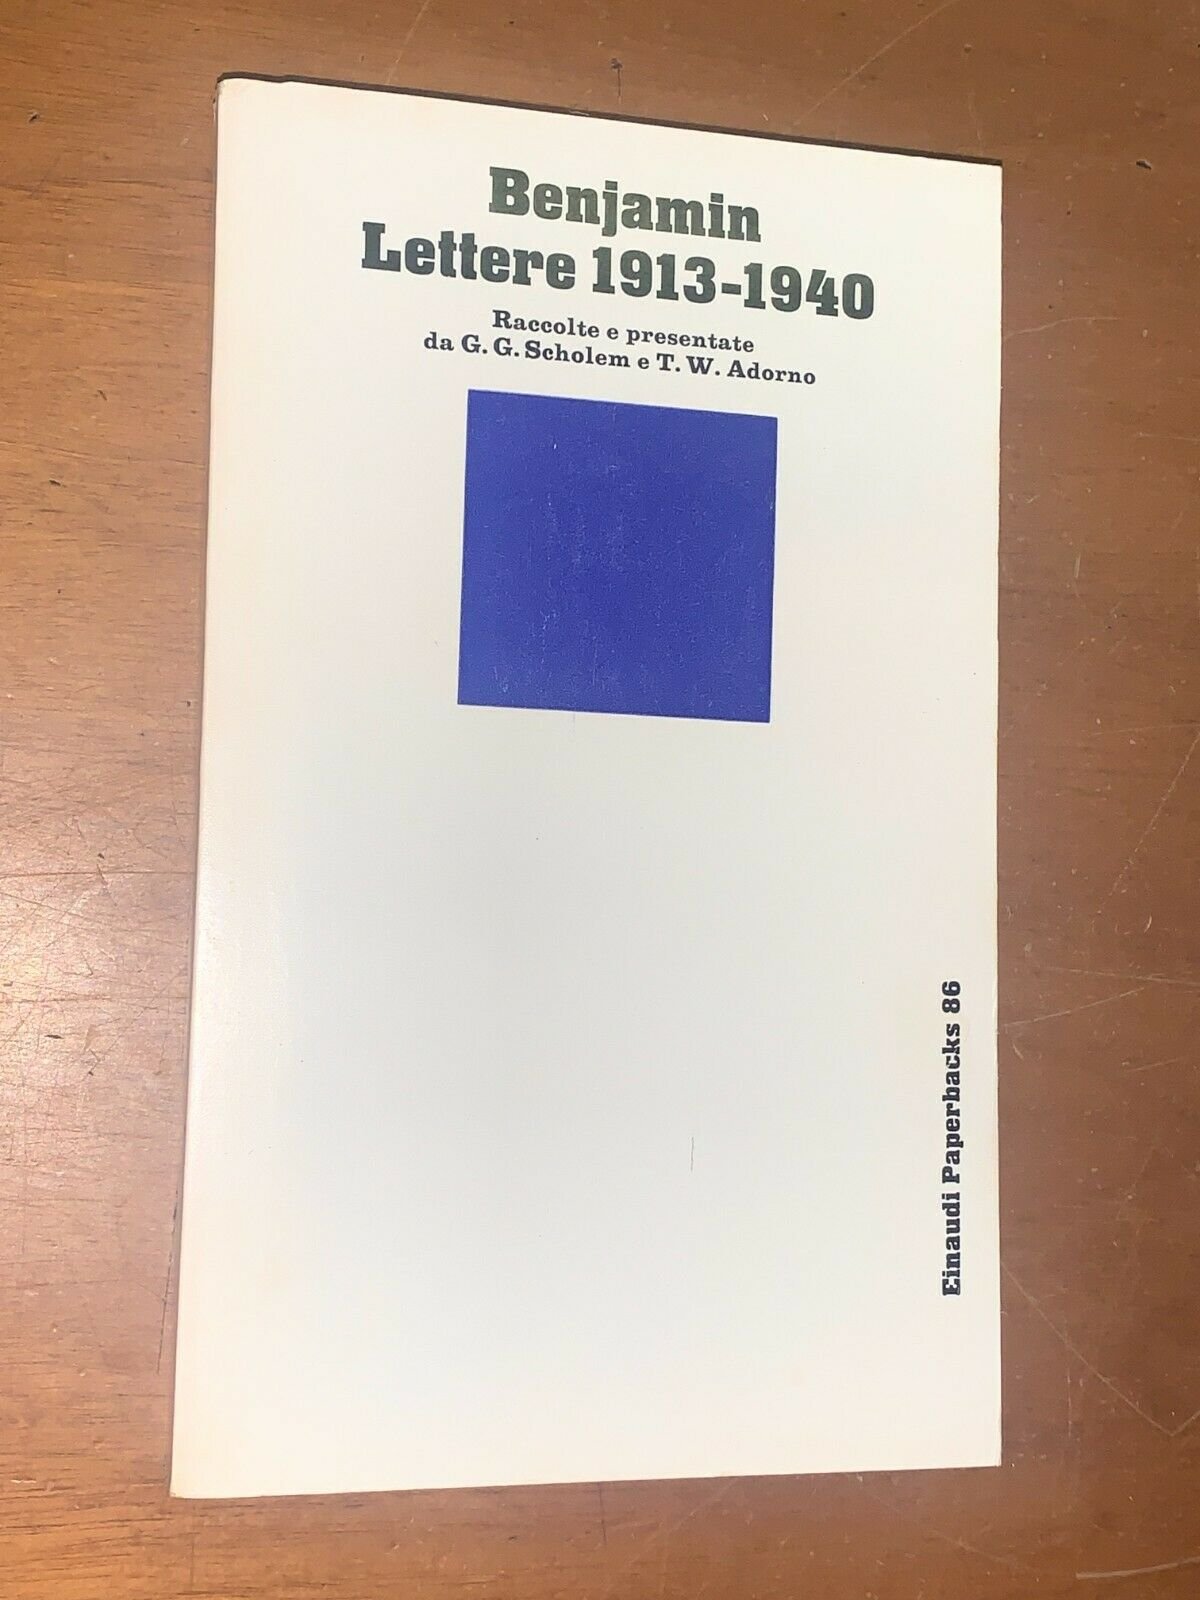 Benjamin
Lettere 1913-1940
Raccolte e presentate
da G. G. Scholem e T. W. Adorno
Einaudi Paperbacks 86